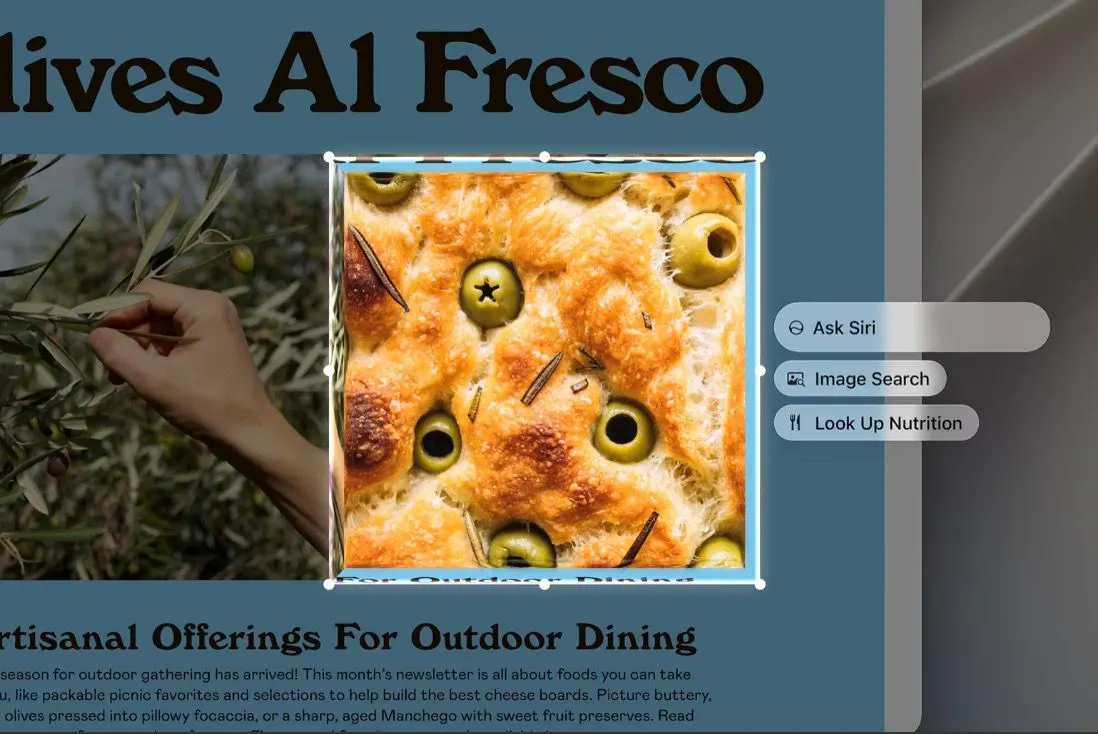 lives Al Fresco
Ask Siri
Image Search
Look Up Nutrition
For Outdoor Dining
rtisanal Offerings For Outdoor Dining
season for outdoor gathering has arrived! This month's newsletter is all about foods you can take
u, like packable picnic favorites and selections to help build the best cheese boards. Picture buttery,
olives pressed into pillowy focaccia, or a sharp, aged Manchego with sweet fruit preserves. Read